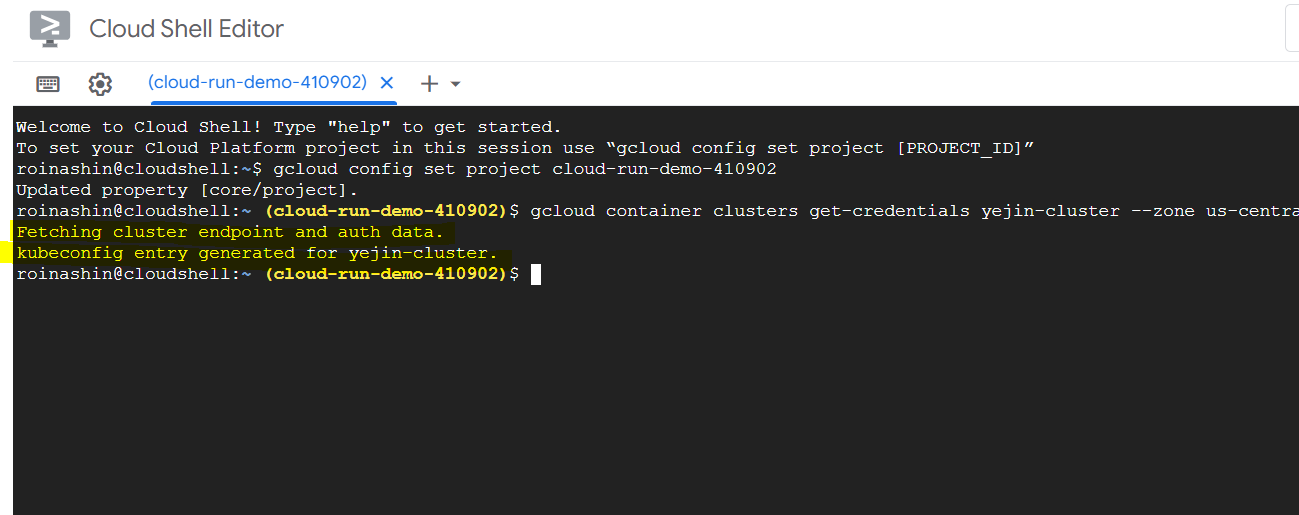 Cloud Shell Editor
(cloud-run-demo-410902)
Welcome to Cloud Shell! Type "help" to get started.
To set your Cloud Platform project in this session use “gcloud config set project [PROJECT_ID]”
roinashin@cloudshell:~$ gcloud config set project cloud-run-demo-410902
Updated property [core/project].
roinashin@cloudshell:~ (cloud-run-demo-410902)$ gcloud container clusters get-credentials yejin-cluster --zone us-centra
Fetching cluster endpoint and auth data.
kubeconfig entry generated for yejin-cluster.
roinashin@cloudshell:~ (cloud-run-demo-410902)$